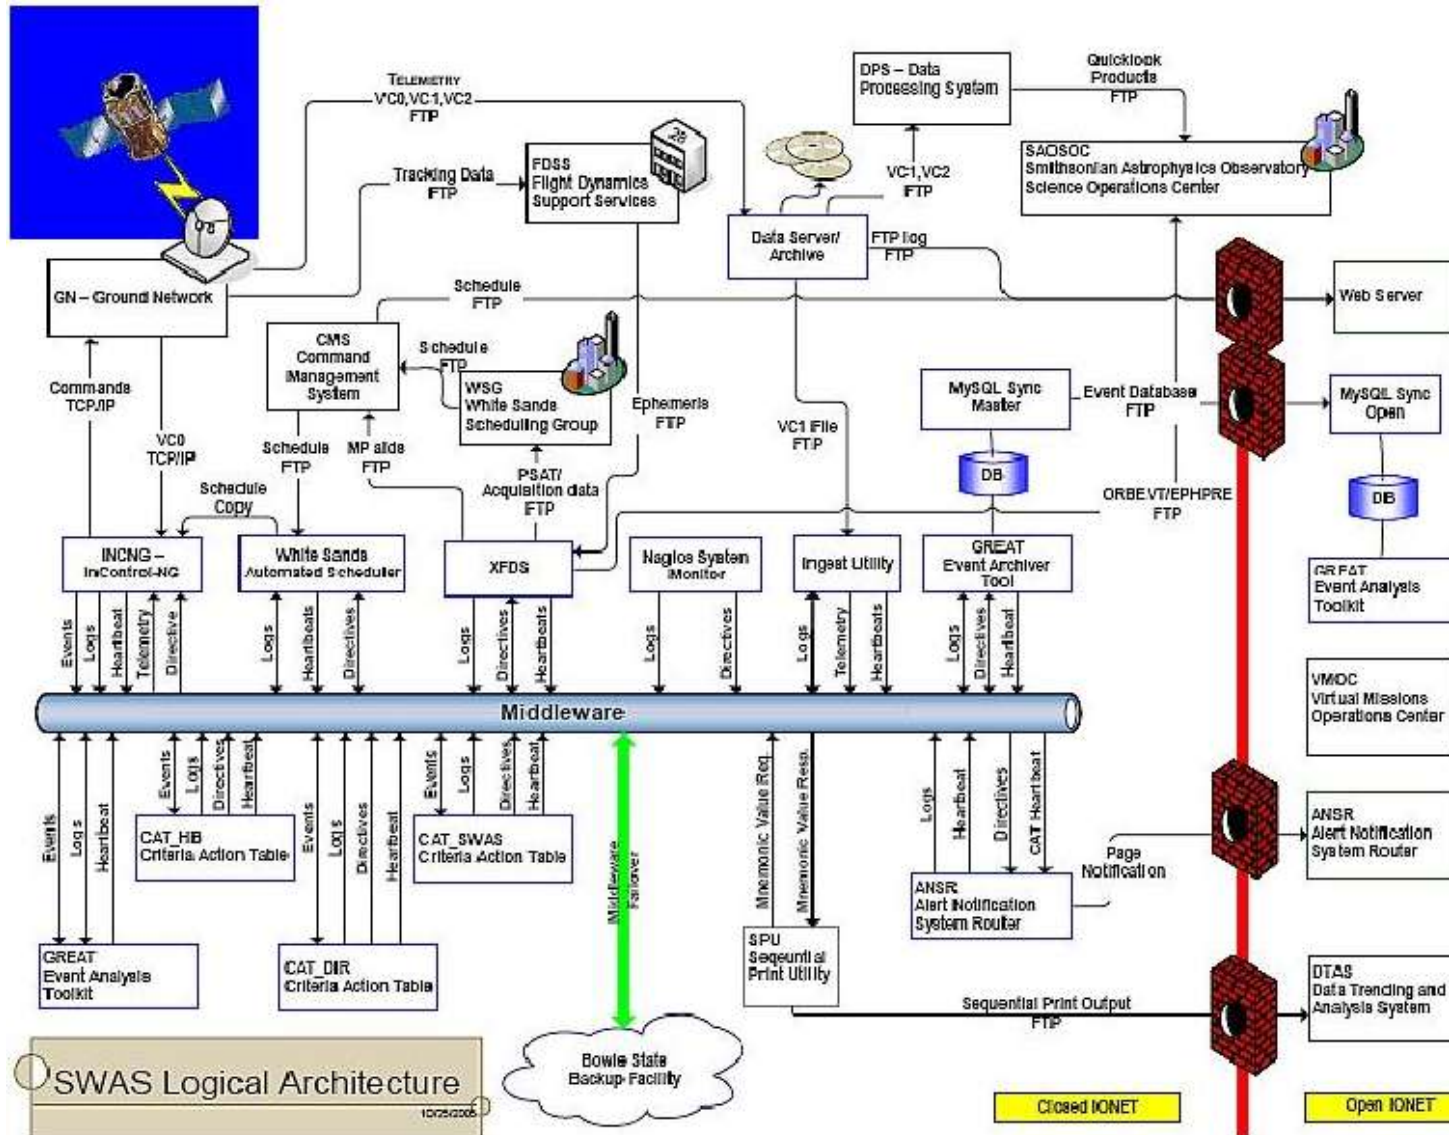 TELEMETRY
VC0,VC1,VC2
FTP
Tracking Data
FTP
FDSS
Flight Dynamics
Support Services
28
DPS – Data
Processing System
Quicklook
Products
FTP
VC1,VC2
FTP
SAOSOC
Smithsonian Astrophysics Observatory
Science Operations Center
Data Server/
Archive
FTP log
FTP
GN – Ground Network
Web Server
Schedule
FTP
CMS
Command
Management
System
Schedule
FTP
WSG
White Sands
Scheduling Group
Ephemeris
FTP
Commands
TCP/IP
VC0
TCP/IP
Schedule
FTP
MP aids
FTP
PSAT/
Acquisition data
FTP
VC1 File
FTP
MySQL Sync
Master
Event Database
FTP
MySQL Sync
Open
DB
DB
ORBEVT/EPHPRE
FTP
Schedule
Copy
INCNG –
InControl-NG
White Sands
Automated Scheduler
XFDS
Nagios System
Monitor
Ingest Utility
GREAT
Event Archiver
Tool
GREAT
Event Analysis
Toolkit
Events
Logs
Heartbeat
Telemetry
Directive
Logs
Heartbeats
Directives
Logs
Directives
Heartbeats
Logs
Directives
Logs
Telemetry
Heartbeats
Logs
Directives
Heartbeat
VMOC
Virtual Missions
Operations Center
Middleware
Events
Logs
Heartbeat
Events
Logs
Directives
Heartbeat
Events
Logs
Directives
Heartbeat
Events
Logs
Directives
Heartbeat
Middleware
Failover
Mnemonic Value Req.
Mnemonic Value Resp.
Logs
Heartbeat
Directives
CAT Heartbeat
CAT_HB
Criteria Action Table
CAT_SWAS
Criteria Action Table
ANSR
Alert Notification
System Router
Page
Notification
ANSR
Alert Notification
System Router
GREAT
Event Analysis
Toolkit
CAT_DIR
Criteria Action Table
SPU
Seqeuntial
Print Utility
Sequential Print Output
FTP
DTAS
Data Trending and
Analysis System
Bowie State
Backup Facility
SWAS Logical Architecture
10/25/2005
Closed IONET
Open IONET